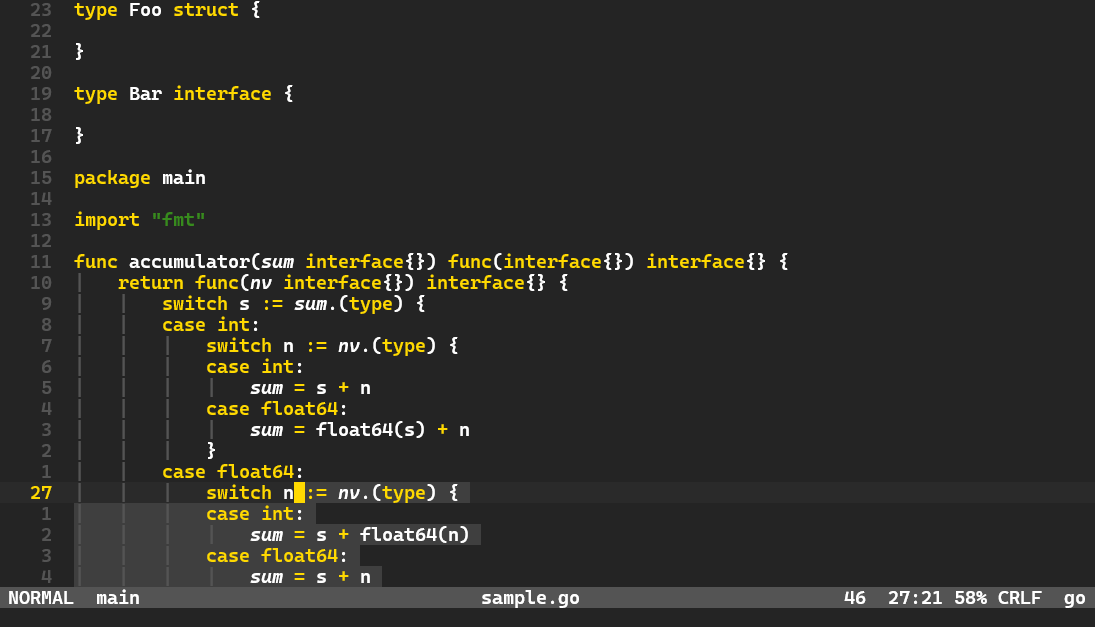 23 type Foo struct {
22
21 }
20
19 type Bar interface {
18
17 }
16
15 package main
14
13 import "fmt"
12
11 func accumulator(sum interface{}) func(interface{}) interface{} {
10     return func(nv interface{}) interface{} {
9         switch s := sum.(type) {
8         case int:
7             switch n := nv.(type) {
6             case int:
5                 sum = s + n
4             case float64:
3                 sum = float64(s) + n
2             }
1         case float64:
27             switch n := nv.(type) {
1             case int:
2                 sum = s + float64(n)
3             case float64:
4                 sum = s + n
NORMAL main sample.go 46 27:21 58% CRLF go